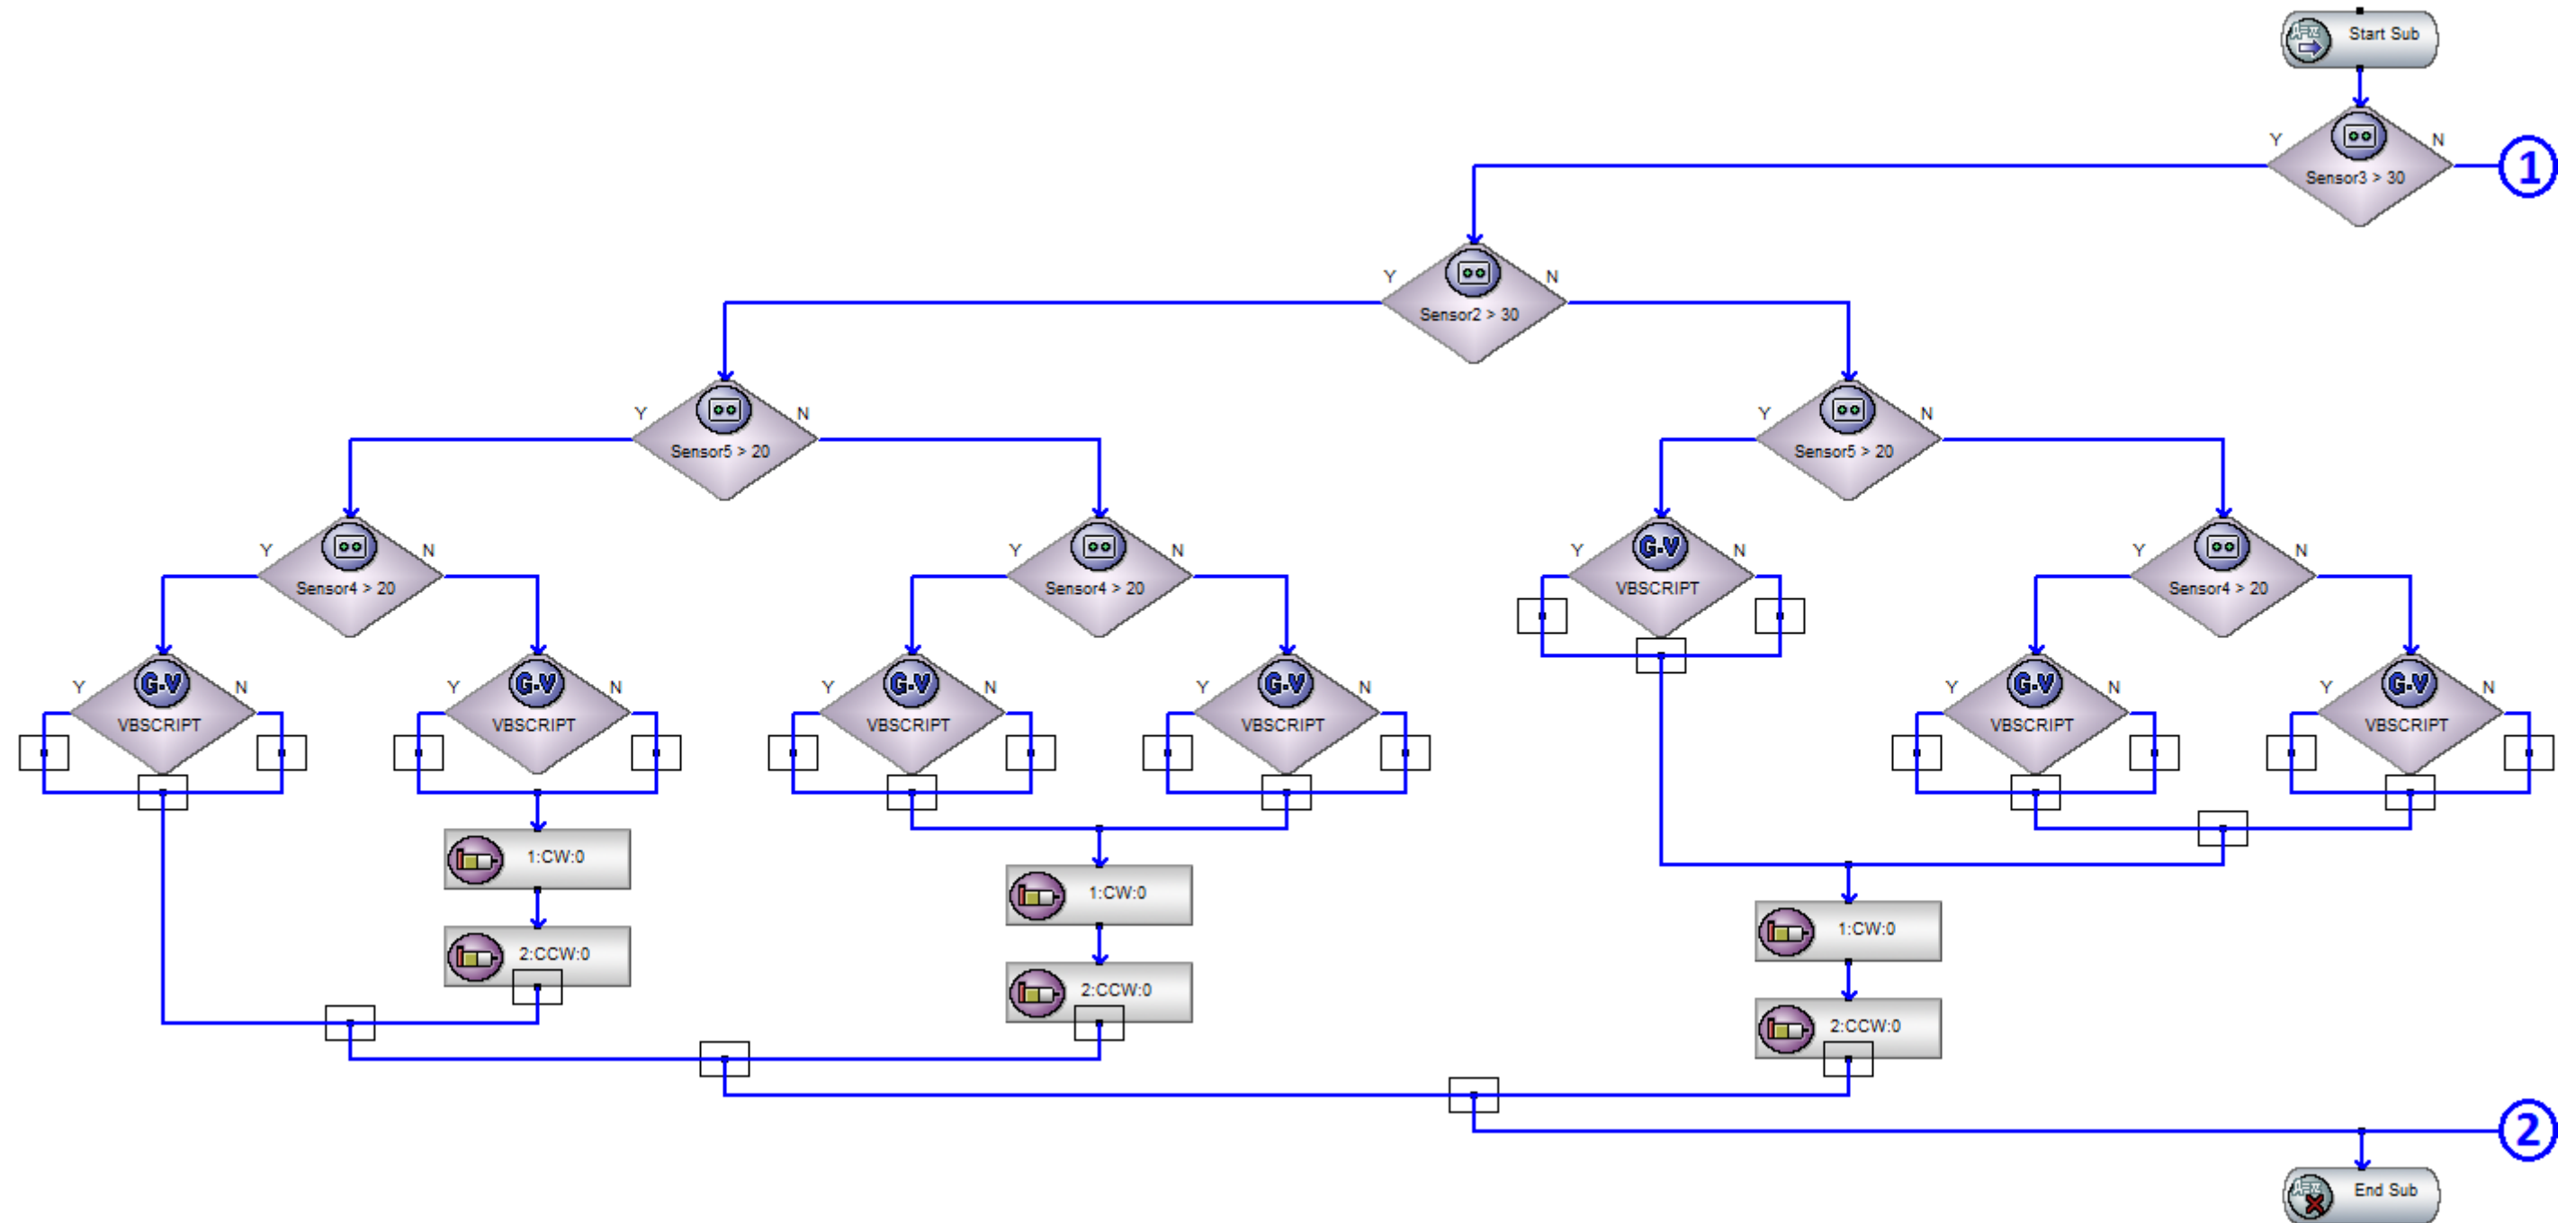 Start Sub
Y
N
Sensor3 > 30
1
Y
N
Sensor2 > 30
Y
N
Sensor5 > 20
Y
N
Sensor5 > 20
Y
N
Sensor4 > 20
Y
N
Sensor4 > 20
Y
G-V
N
VBSCRIPT
Y
N
Sensor4 > 20
Y
G-V
N
VBSCRIPT
Y
G-V
N
VBSCRIPT
Y
G-V
N
VBSCRIPT
Y
G-V
N
VBSCRIPT
Y
G-V
N
VBSCRIPT
Y
G-V
N
VBSCRIPT
1:CW:0
1:CW:0
1:CW:0
2:CCW:0
2:CCW:0
2:CCW:0
2
End Sub